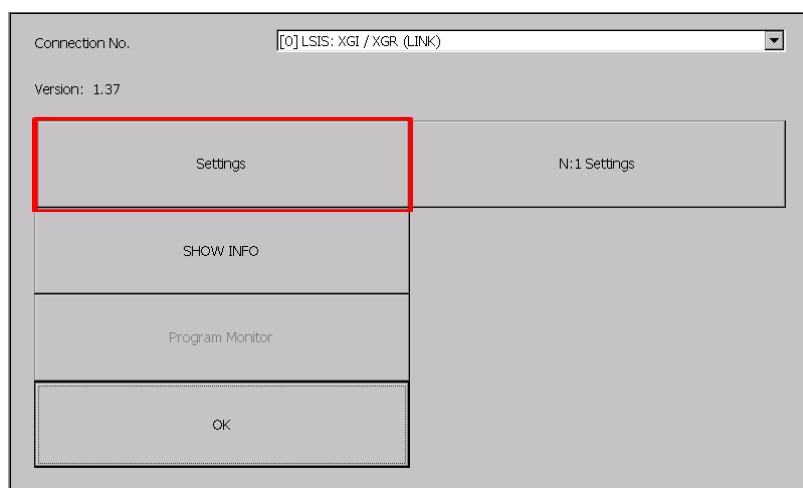 Connection No. [0] LSIS: XGI / XGR (LINK)
Version: 1.37
Settings N:1 Settings
SHOW INFO
Program Monitor
OK